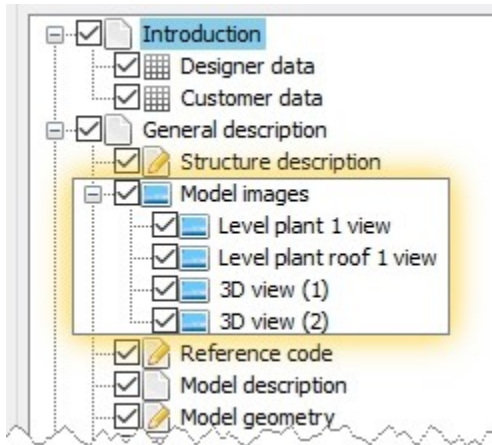 Introduction
Designer data
Customer data
General description
Structure description
Model images
Level plant 1 view
Level plant roof 1 view
3D view (1)
3D view (2)
Reference code
Model description
Model geometry